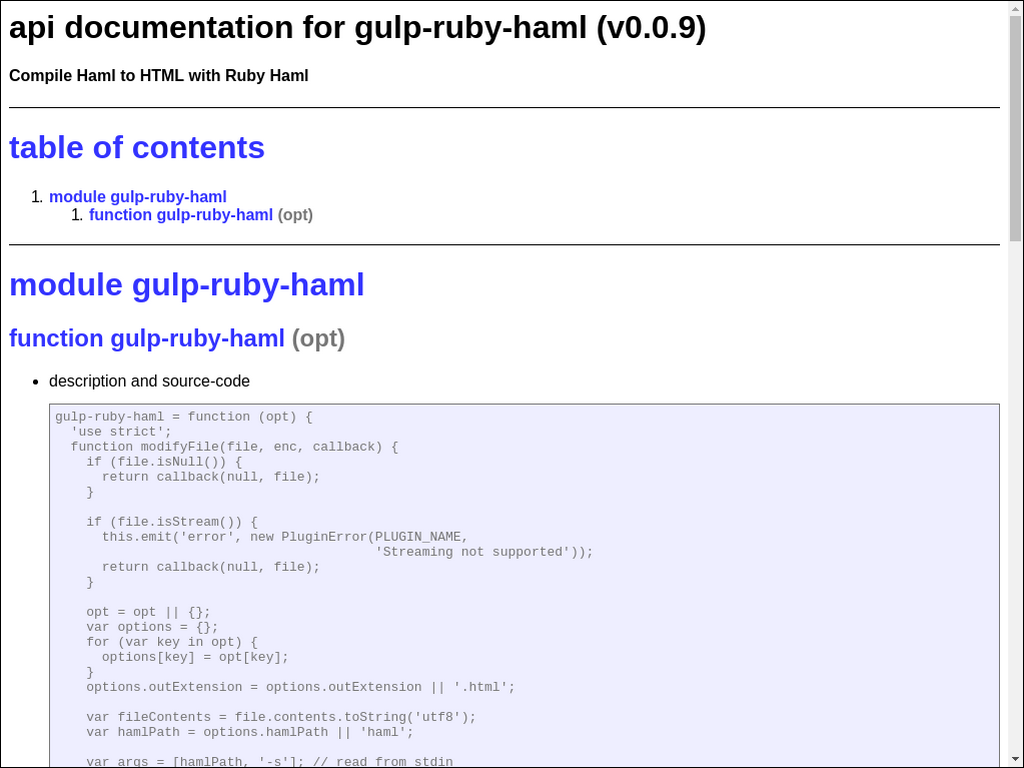 api documentation for gulp-ruby-haml (v0.0.9)
Compile Haml to HTML with Ruby Haml
table of contents
1. module gulp-ruby-haml
1. function gulp-ruby-haml (opt)
module gulp-ruby-haml
function gulp-ruby-haml (opt)
• description and source-code
gulp-ruby-haml = function (opt) {
  'use strict';
  function modifyFile(file, enc, callback) {
    if (file.isNull()) {
      return callback(null, file);
    }

    if (file.isStream()) {
      this.emit('error', new PluginError(PLUGIN_NAME,
                                         'Streaming not supported'));
      return callback(null, file);
    }

    opt = opt || {};
    var options = {};
    for (var key in opt) {
      options[key] = opt[key];
    }
    options.outExtension = options.outExtension || '.html';

    var fileContents = file.contents.toString('utf8');
    var hamlPath = options.hamlPath || 'haml';

    var args = [hamlPath, '-s']; // read from stdin